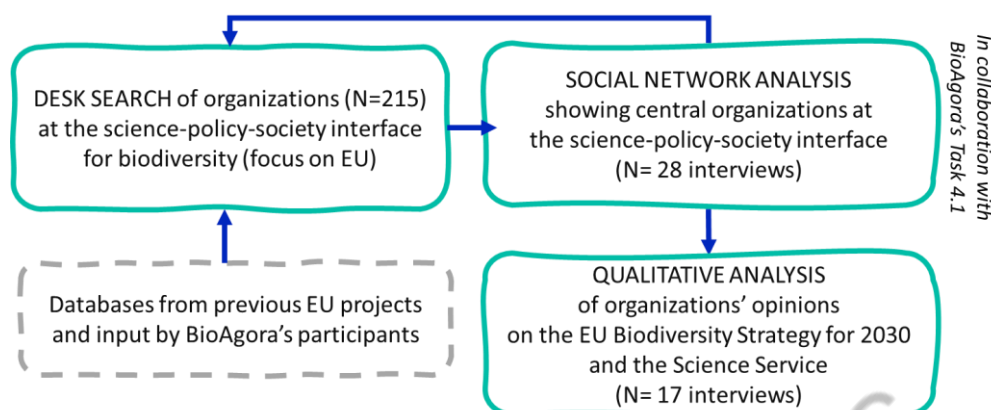 DESK SEARCH of organizations (N=215)
at the science-policy-society interface
for biodiversity (focus on EU)
SOCIAL NETWORK ANALYSIS
showing central organizations at
the science-policy-society interface
(N= 28 interviews)
In collaboration with
BioAgora's Task 4.1
Databases from previous EU projects
and input by BioAgora's participants
QUALITATIVE ANALYSIS
of organizations' opinions
on the EU Biodiversity Strategy for 2030
and the Science Service
(N= 17 interviews)